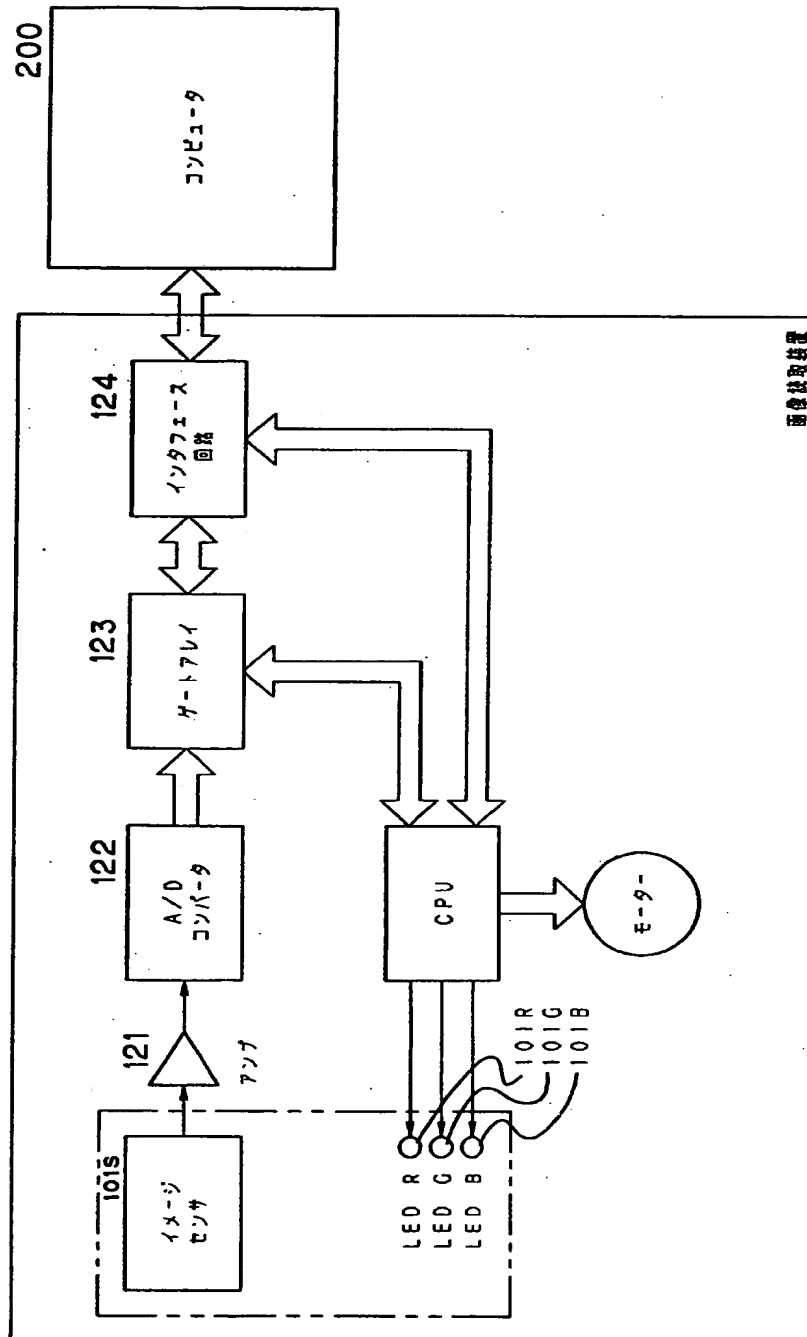 200
コンピュータ
124
インタフェース
回路
123
ゲートアレイ
122
A/D
コンバータ
121
アンプ
101S
イメージ
センサ
CPU
モーター
LED R
LED G
LED B
101R
101G
101B
画像読取装置